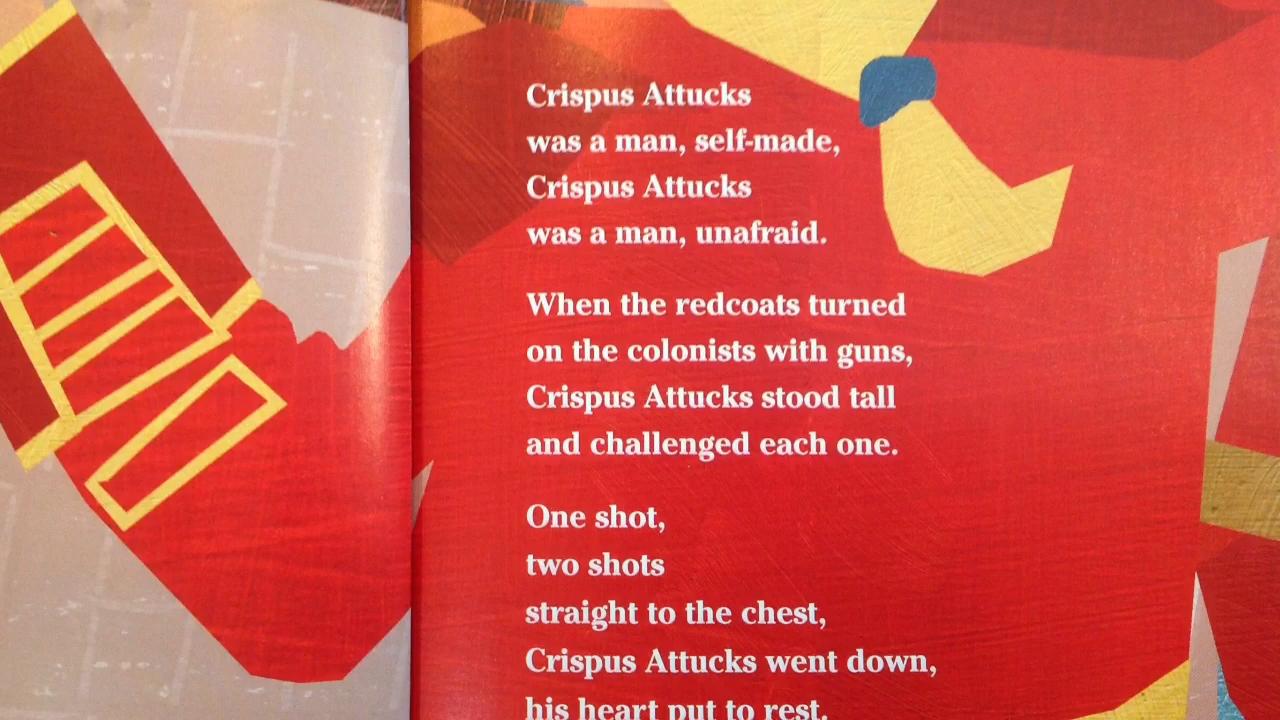 Crispus Attucks
was a man, self-made,
Crispus Attucks
was a man, unafraid.
When the redcoats turned
on the colonists with guns,
Crispus Attucks stood tall
and challenged each one.
One shot,
two shots
straight to the chest,
Crispus Attucks went down,
his heart put to rest.